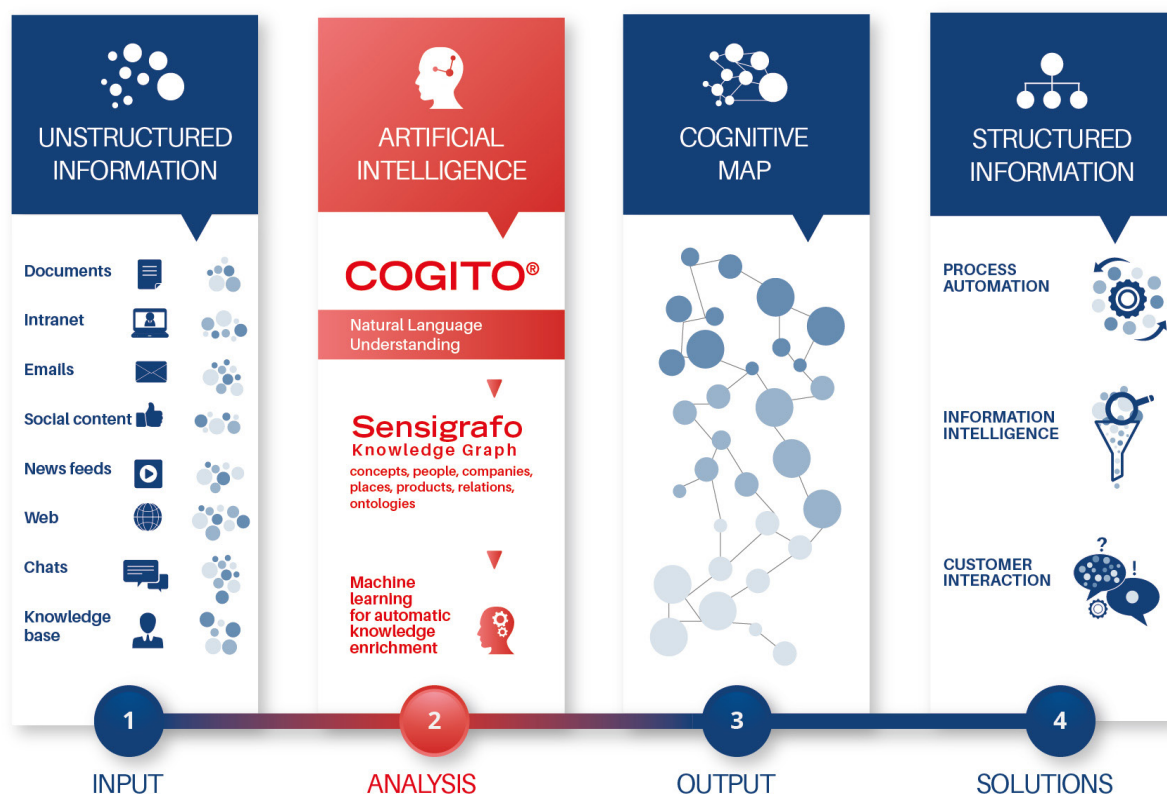 UNSTRUCTURED
INFORMATION
Documents
Intranet
Emails
Social content
News feeds
Web
Chats
Knowledge
base
1
INPUT
ARTIFICIAL
INTELLIGENCE
COGITO®
Natural Language
Understanding
Sensigrafo
Knowledge Graph
concepts, people, companies,
places, products, relations,
ontologies
Machine
learning
for automatic
knowledge
enrichment
2
ANALYSIS
COGNITIVE
MAP
3
OUTPUT
STRUCTURED
INFORMATION
PROCESS
AUTOMATION
INFORMATION
INTELLIGENCE
CUSTOMER
INTERACTION
?
!
4
SOLUTIONS